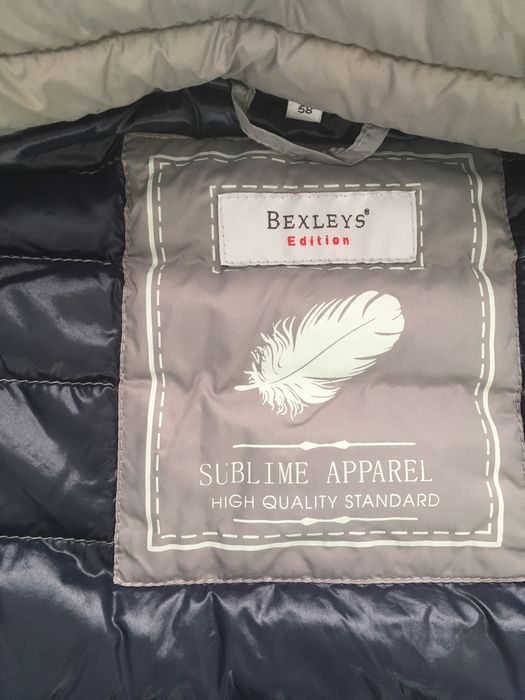 58
BEXLEYS®
Edition
SUBLIME APPAREL
HIGH QUALITY STANDARD